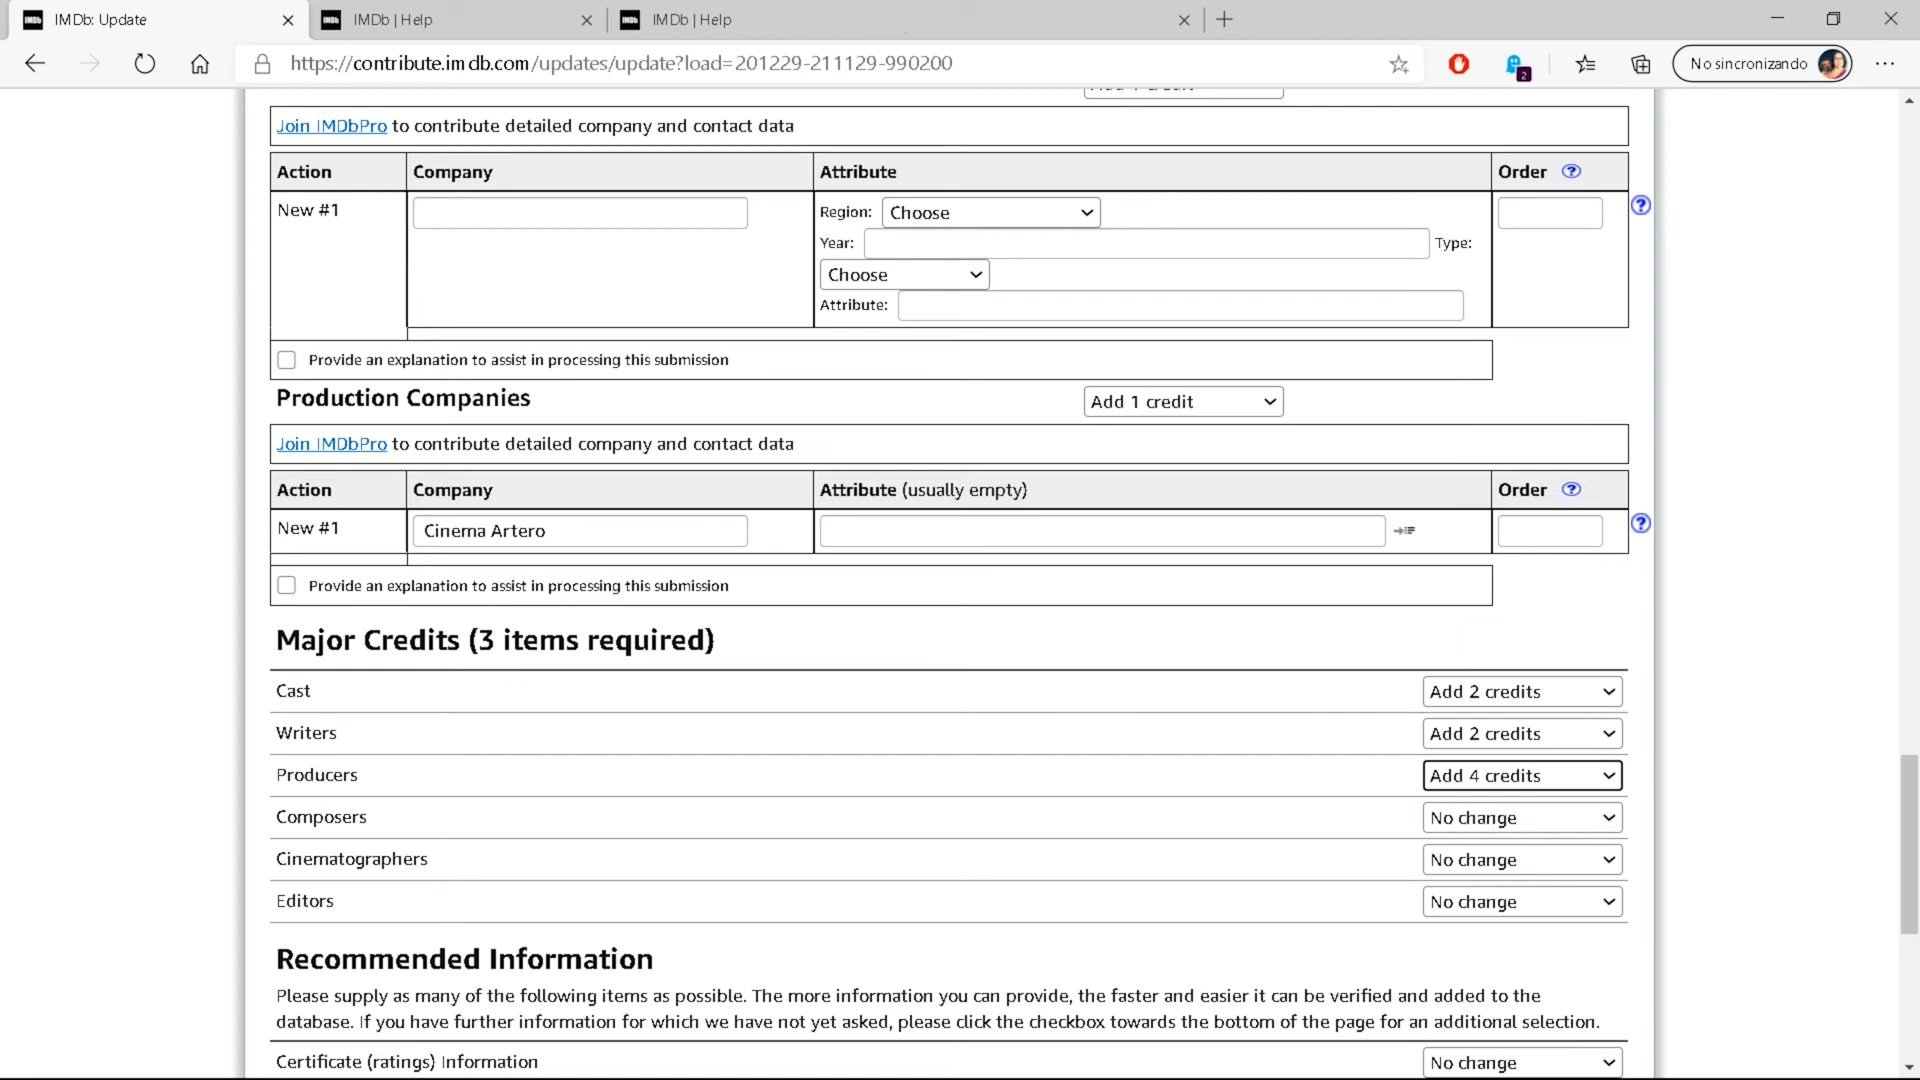 IMDb: Update
IMDb | Help
IMDb | Help
https://contribute.imdb.com/updates/update?load=201229-211129-990200
2
No sincronizando
Join IMDbPro to contribute detailed company and contact data
Action Company Attribute Order
New #1
Region: Choose
Year: Type:
Choose
Attribute:
Provide an explanation to assist in processing this submission
Production Companies Add 1 credit
Join IMDbPro to contribute detailed company and contact data
Action Company Attribute (usually empty) Order
New #1 Cinema Artero
Provide an explanation to assist in processing this submission
Major Credits (3 items required)
Cast Add 2 credits
Writers Add 2 credits
Producers Add 4 credits
Composers No change
Cinematographers No change
Editors No change
Recommended Information
Please supply as many of the following items as possible. The more information you can provide, the faster and easier it can be verified and added to the
database. If you have further information for which we have not yet asked, please click the checkbox towards the bottom of the page for an additional selection.
Certificate (ratings) Information No change